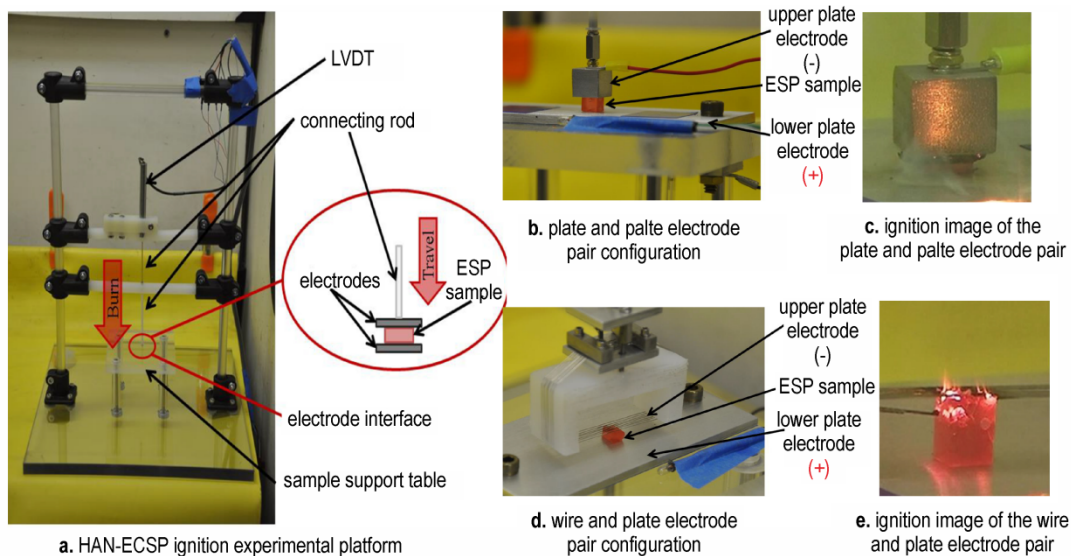 LVDT
connecting rod
Burn
electrodes
Travel
ESP
sample
electrode interface
sample support table
a. HAN-ECSP ignition experimental platform
upper plate
electrode
(-)
ESP sample
lower plate
electrode
(+)
b. plate and palte electrode
pair configuration
c. ignition image of the
plate and palte electrode pair
upper plate
electrode
(-)
ESP sample
lower plate
electrode
(+)
d. wire and plate electrode
pair configuration
e. ignition image of the wire
and plate electrode pair